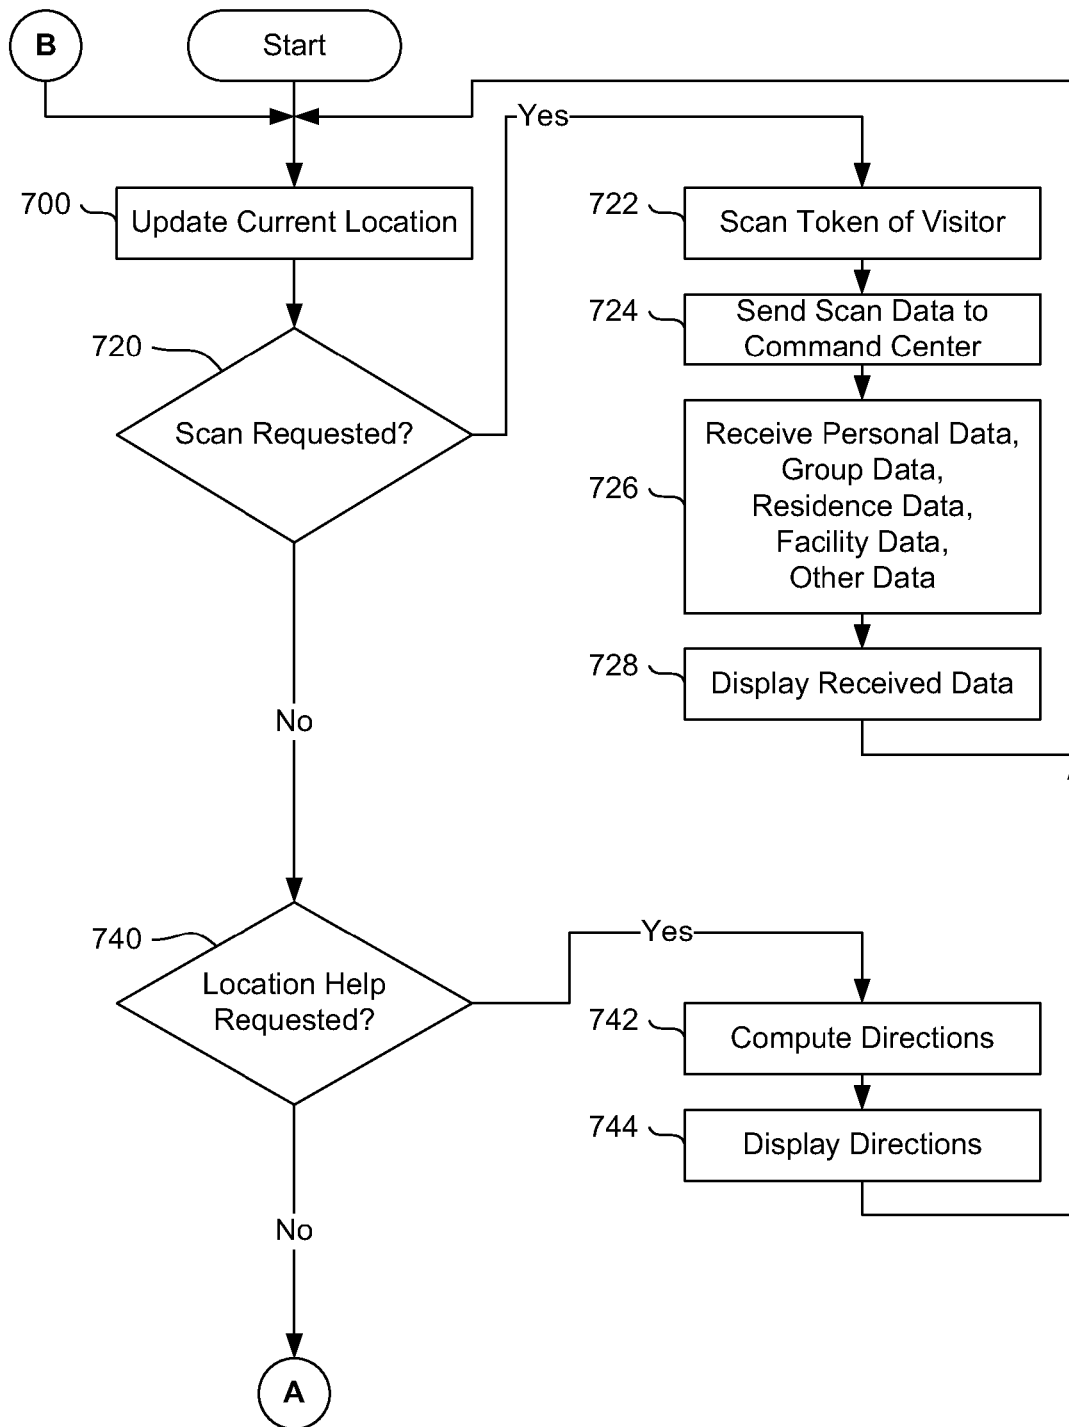 B
Start
Yes
700
Update Current Location
722
Scan Token of Visitor
724
Send Scan Data to
Command Center
720
Scan Requested?
726
Receive Personal Data,
Group Data,
Residence Data,
Facility Data,
Other Data
728
Display Received Data
No
740
Location Help
Requested?
Yes
742
Compute Directions
744
Display Directions
No
A